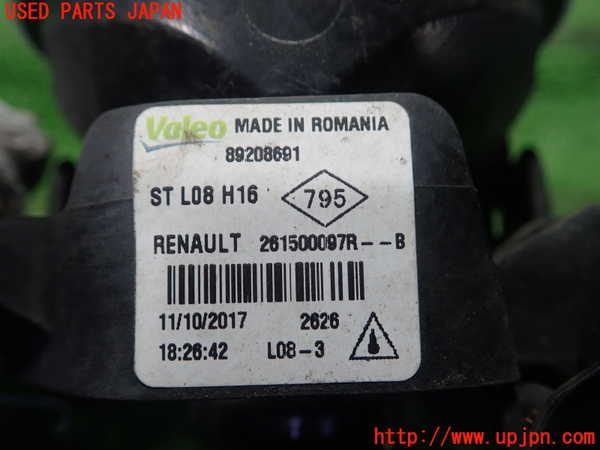 USED PARTS JAPAN
Valeo MADE IN ROMANIA
89208691
ST L08 H16 795
RENAULT 261500097R--B
11/10/2017 2626
18:26:42 L08-3
http://www.upjpn.com/